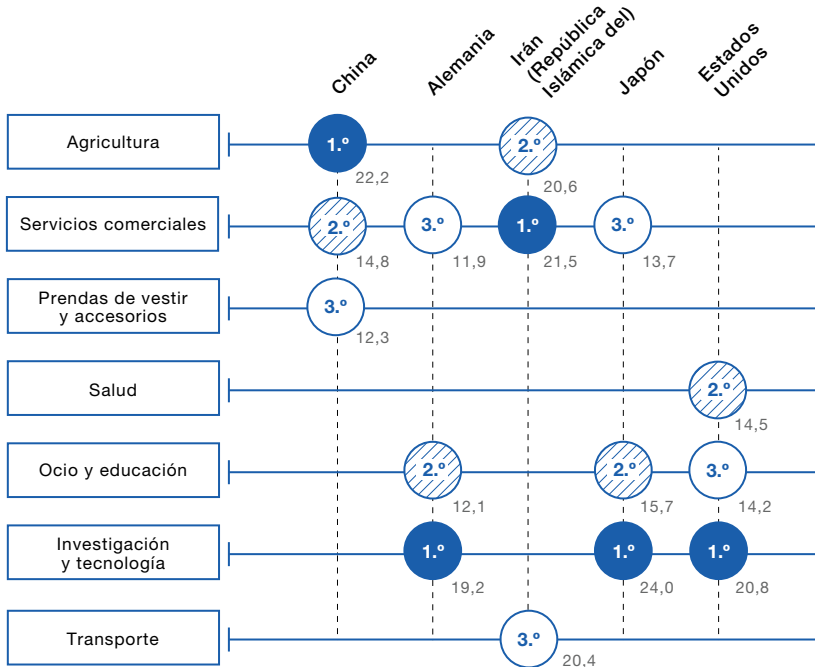 China
Alemania
Irán
(República
Islámica del)
Japón
Estados
Unidos
Agricultura
1.º
22,2
2.º
20,6
Servicios comerciales
2.º
14,8
3.º
11,9
1.º
21,5
3.º
13,7
Prendas de vestir
y accesorios
3.º
12,3
Salud
2.º
14,5
Ocio y educación
2.º
12,1
2.º
15,7
3.º
14,2
Investigación
y tecnología
1.º
19,2
1.º
24,0
1.º
20,8
Transporte
3.º
20,4